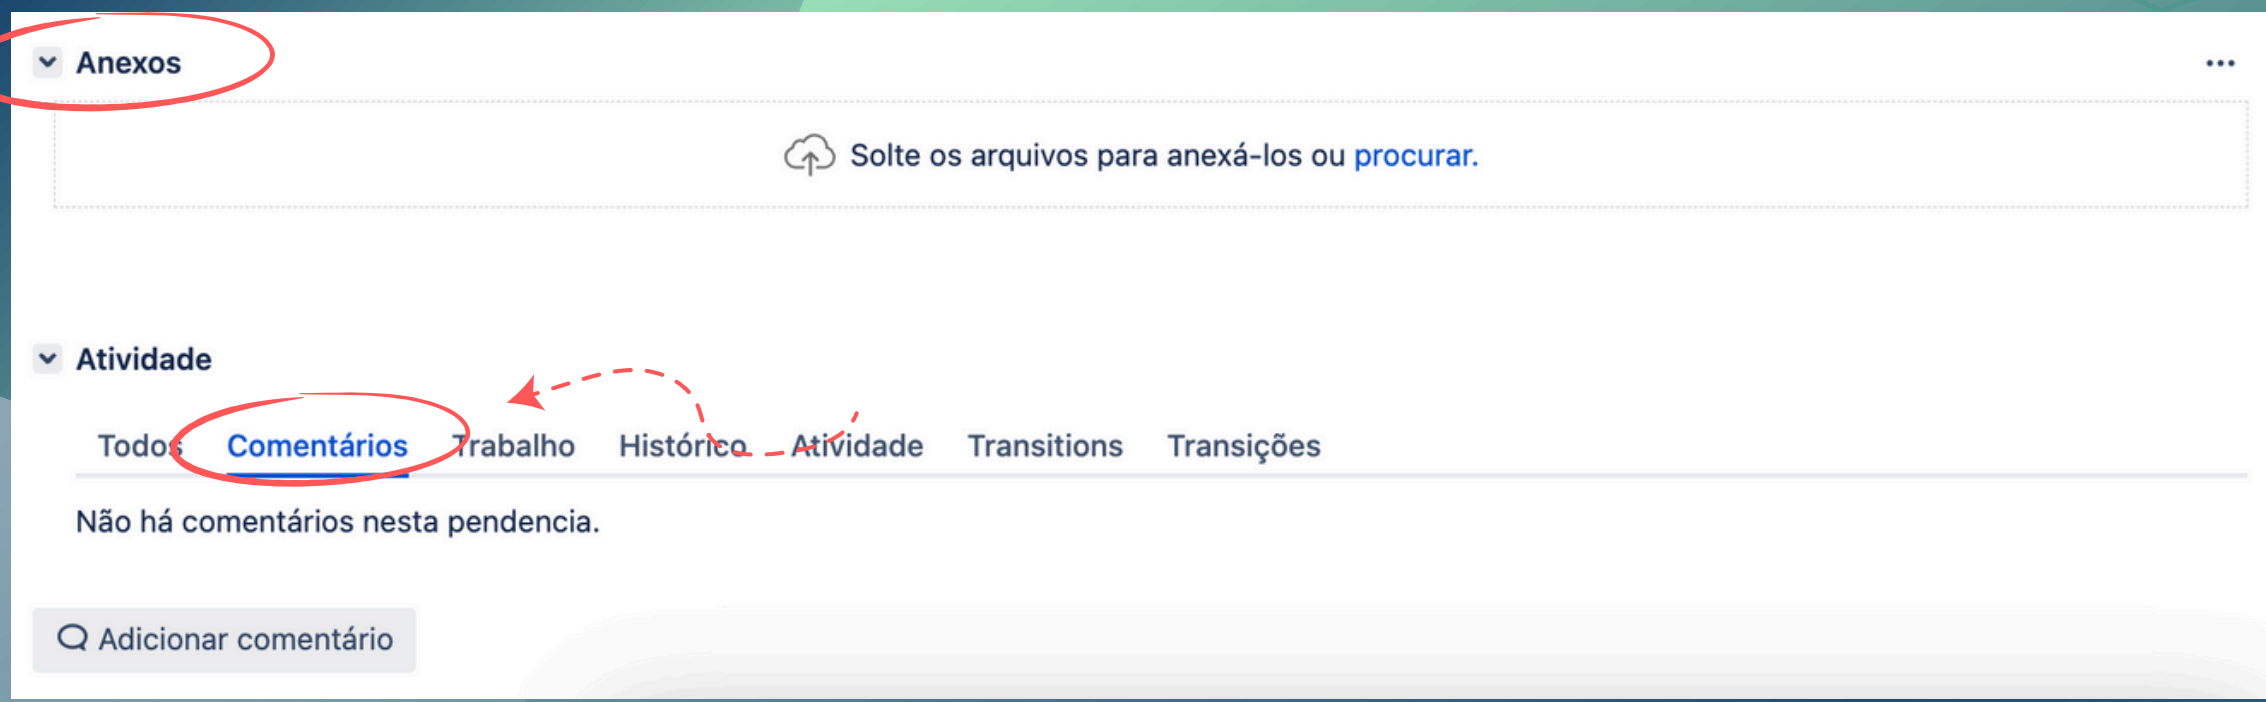 Anexos
Solte os arquivos para anexá-los ou procurar.
Atividade
Todos Comentários Trabalho Histórico Atividade Transitions Transições
Não há comentários nesta pendencia.
Adicionar comentário